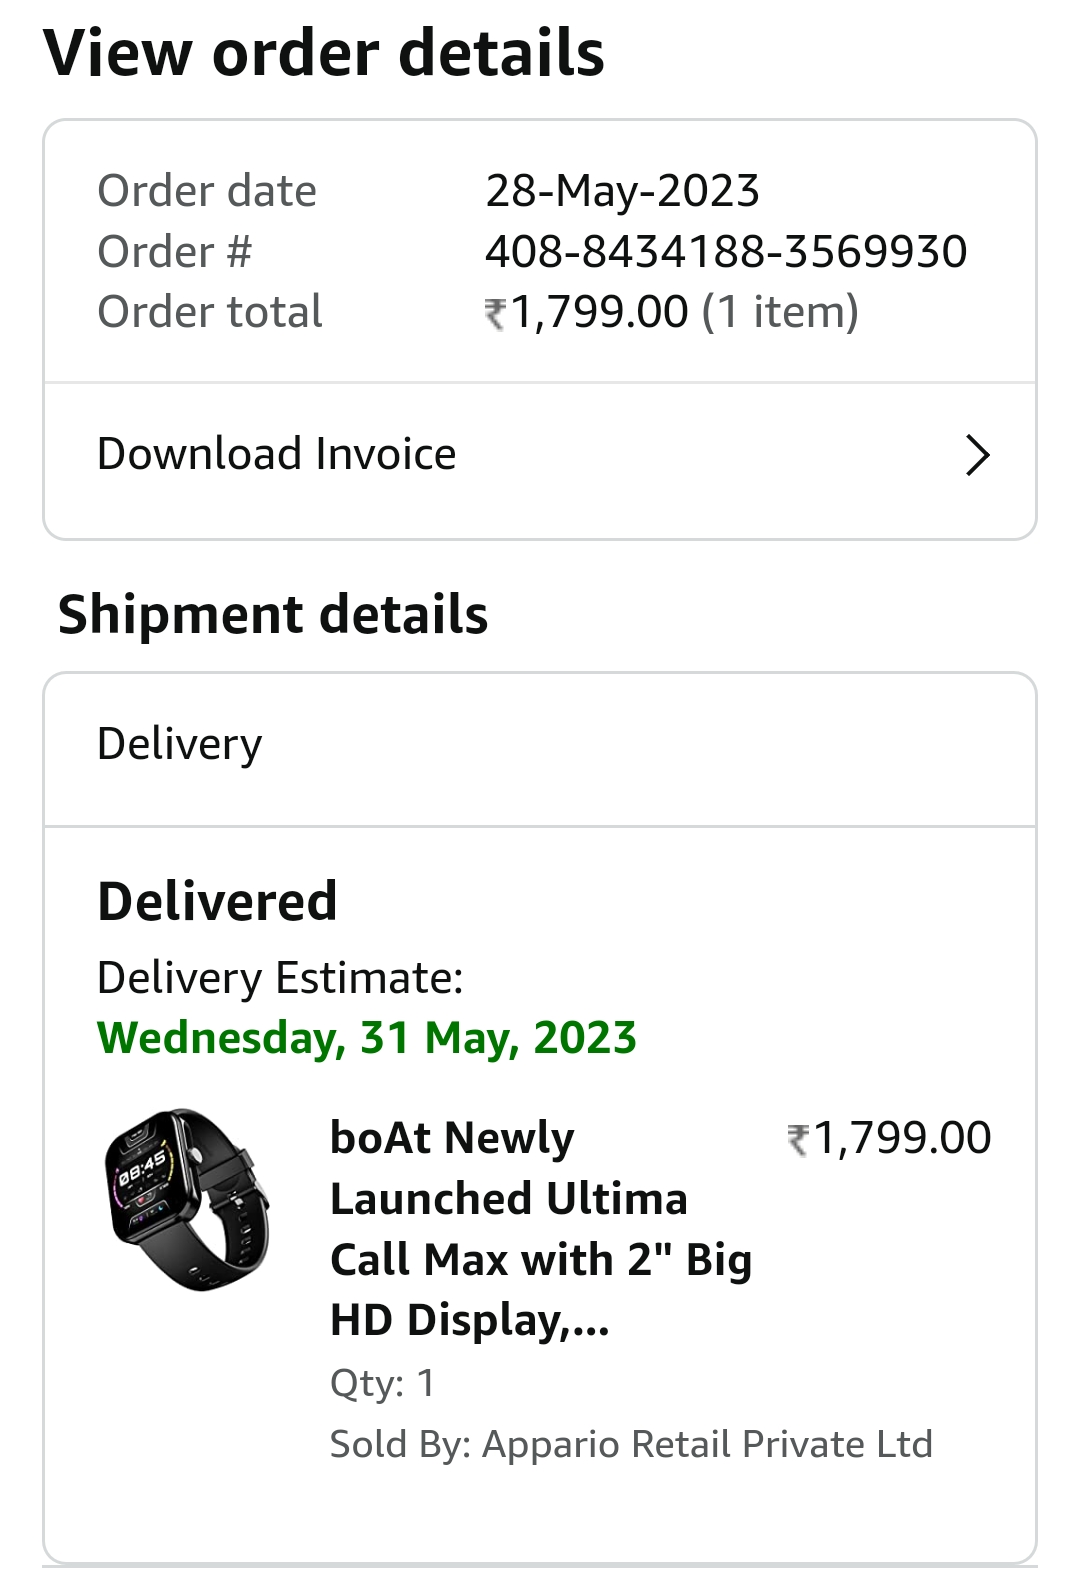 View order details
Order date 28-May-2023
Order # 408-8434188-3569930
Order total ₹1,799.00 (1 item)
Download Invoice
Shipment details
Delivery
Delivered
Delivery Estimate:
Wednesday, 31 May, 2023
08:45
boAt Newly ₹1,799.00
Launched Ultima
Call Max with 2" Big
HD Display,...
Qty: 1
Sold By: Appario Retail Private Ltd